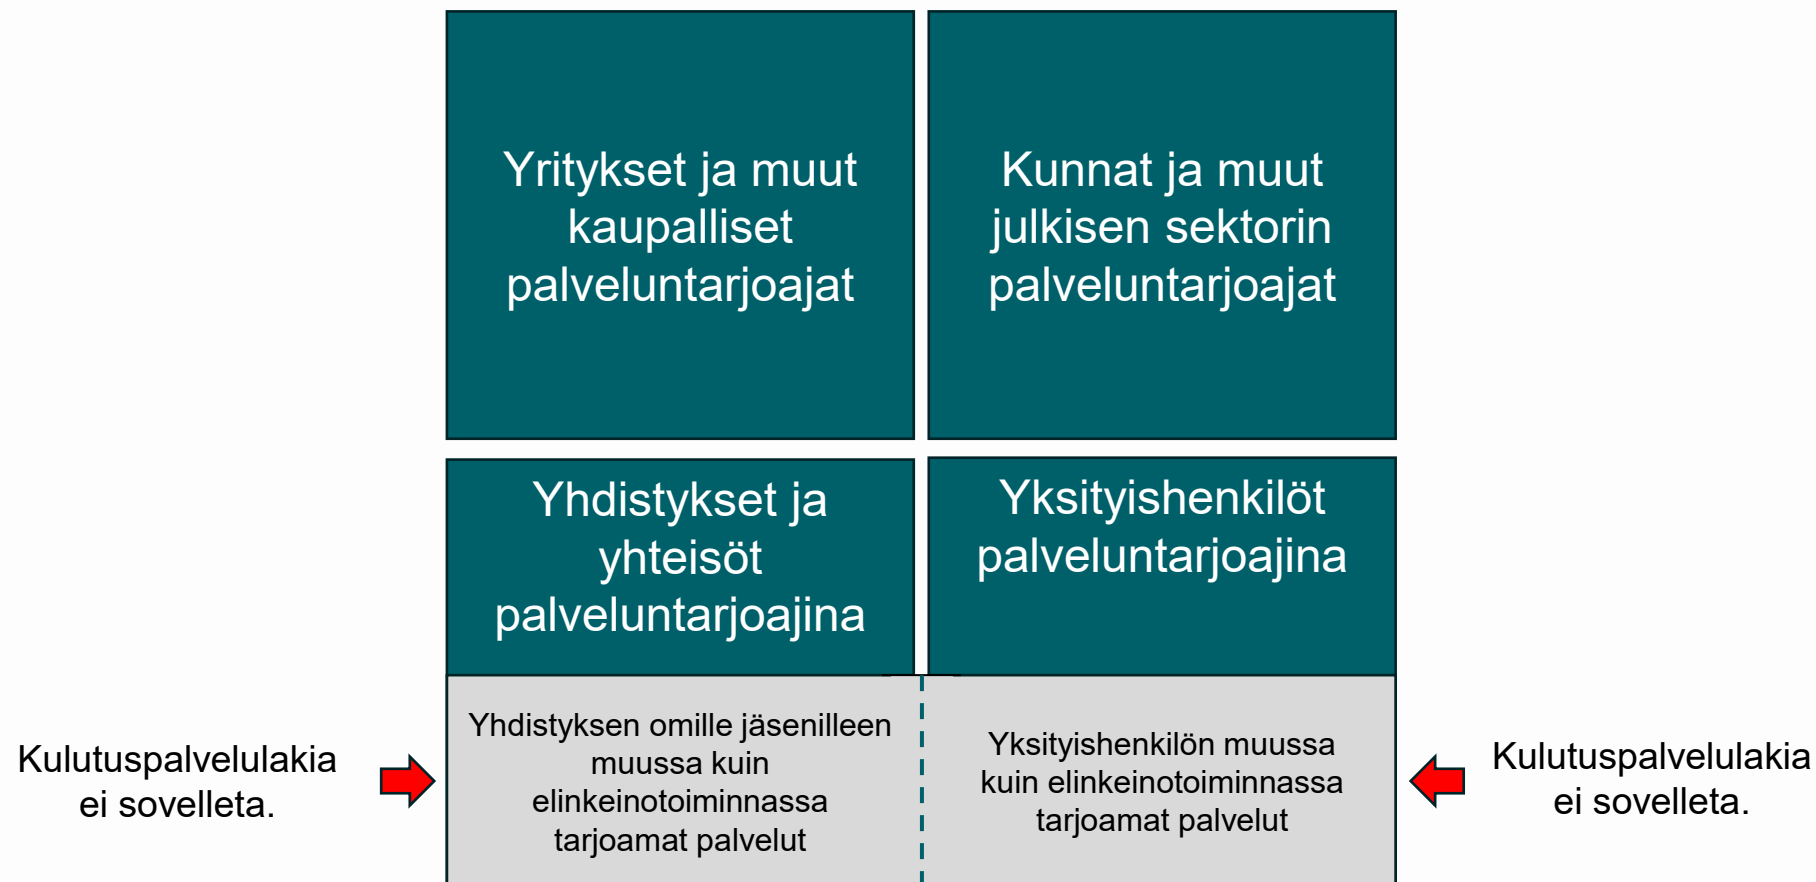 Yritykset ja muut
kaupalliset
palveluntarjoajat
Kunnat ja muut
julkisen sektorin
palveluntarjoajat
Yhdistykset ja
yhteisöt
palveluntarjoajina
Yksityishenkilöt
palveluntarjoajina
Kulutuspalvelulakia
ei sovelleta.
Yhdistyksen omille jäsenilleen
muussa kuin
elinkeinotoiminnassa
tarjoamat palvelut
Yksityishenkilön muussa
kuin elinkeinotoiminnassa
tarjoamat palvelut
Kulutuspalvelulakia
ei sovelleta.